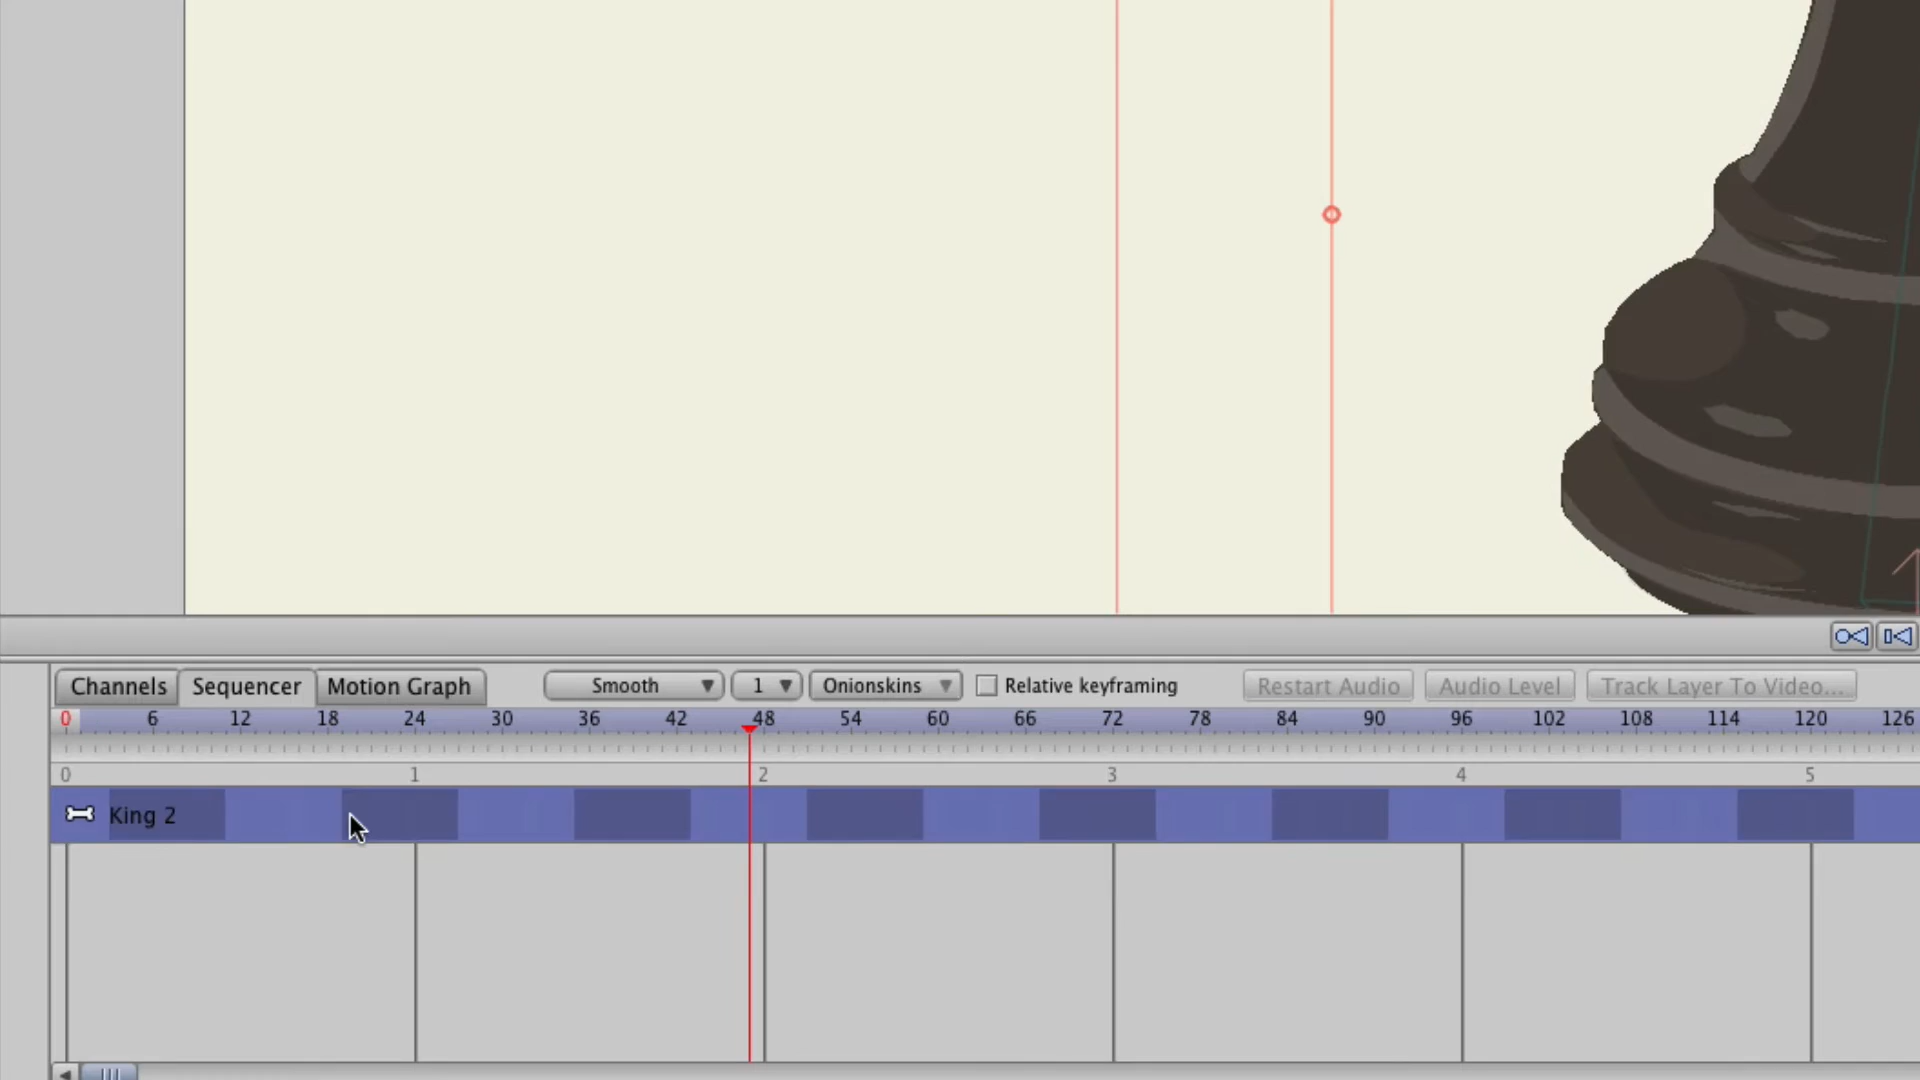 Channels Sequencer Motion Graph Smooth 1 Onionskins Relative keyframing Restart Audio Audio Level Track Layer To Video...
0 6 12 18 24 30 36 42 48 54 60 66 72 78 84 90 96 102 108 114 120 126
0 1 2 3 4 5
King 2